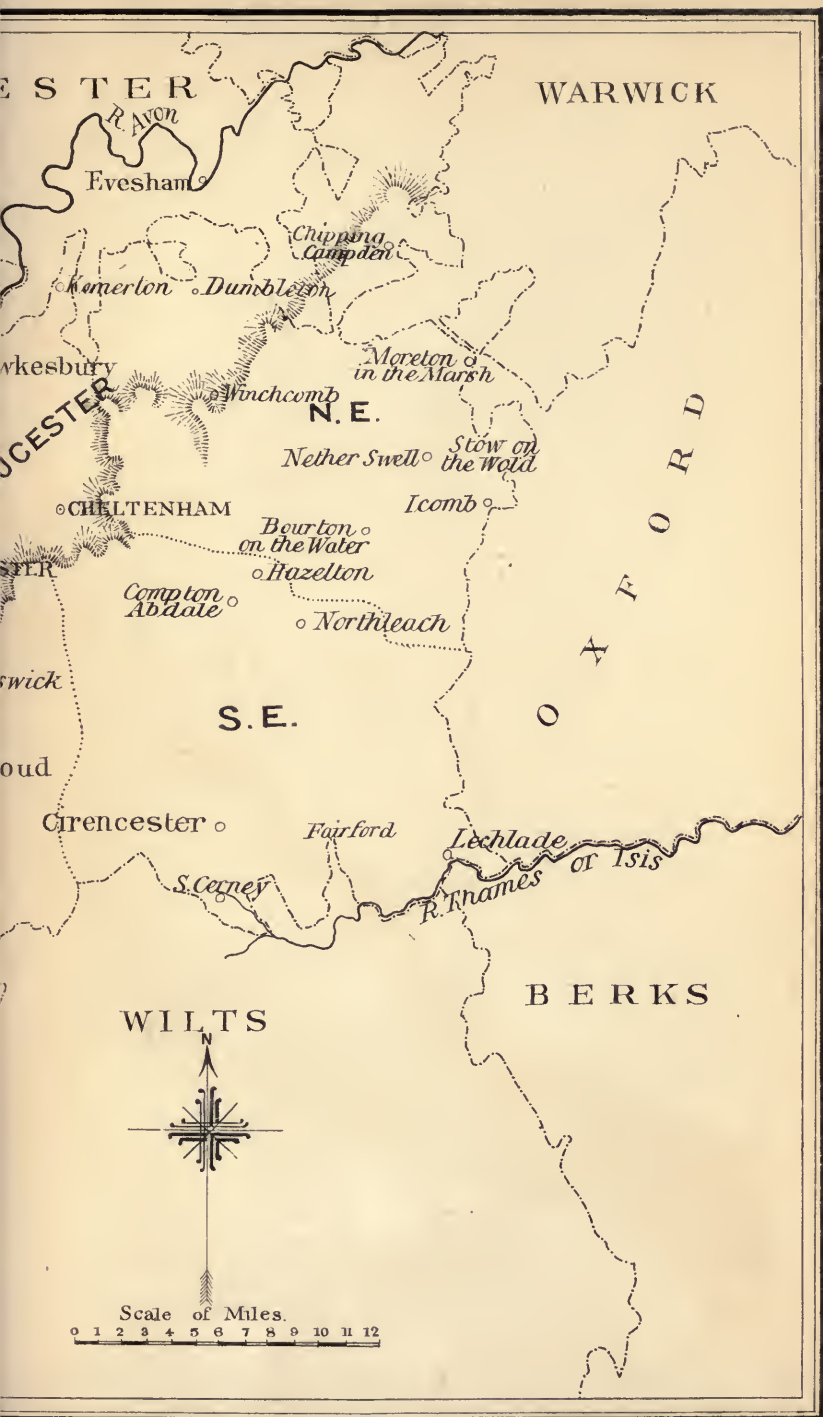 ESTER
WARWICK
R. Avon
Evesham
Chipping
Campden
Kemerton
Dumbleton
wkesbury
Moreton
in the Marsh
Winchcomb
N.E.
UCESTER
Nether Swell
Stow on
the Wold
OXFORD
CHELTENHAM
Icomb
Bourton
on the Water
STER
Hazelton
Compton
Abdale
Northleach
swick
S.E.
oud
Cirencester
Fairford
Lechlade
R. Thames or Isis
S. Cerney
BERKS
WILTS
N
Scale of Miles.
0 1 2 3 4 5 6 7 8 9 10 11 12